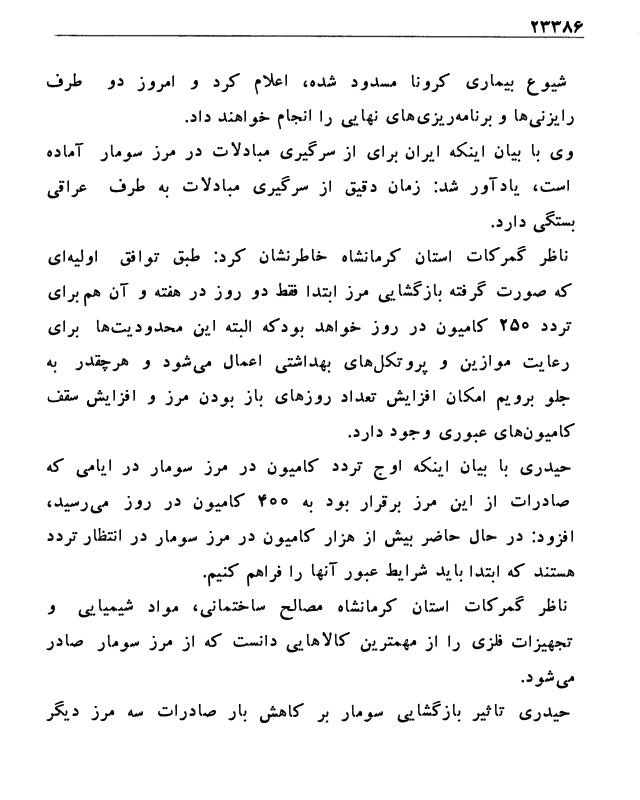 ۲۳۳۸۶
شیوع بیماری کرونا مسدود شده، اعلام کرد و امروز دو طرف
رایزنی‌ها و برنامه‌ریزی‌های نهایی را انجام خواهند داد.
وی با بیان اینکه ایران برای از سرگیری مبادلات در مرز سومار آماده
است، یادآور شد: زمان دقیق از سرگیری مبادلات به طرف عراقی
بستگی دارد.
ناظر گمرکات استان کرمانشاه خاطرنشان کرد: طبق توافق اولیه‌ای
که صورت گرفته بازگشایی مرز ابتدا فقط دو روز در هفته و آن هم برای
تردد ۲۵۰ کامیون در روز خواهد بودکه البته این محدودیت‌ها برای
رعایت موازین و پروتکل‌های بهداشتی اعمال می‌شود و هرچقدر به
جلو برویم امکان افزایش تعداد روزهای باز بودن مرز و افزایش سقف
کامیون‌های عبوری وجود دارد.
حیدری با بیان اینکه اوج تردد کامیون در مرز سومار در ایامی که
صادرات از این مرز برقرار بود به ۴۰۰ کامیون در روز می‌رسید،
افزود: در حال حاضر بیش از هزار کامیون در مرز سومار در انتظار تردد
هستند که ابتدا باید شرایط عبور آنها را فراهم کنیم.
ناظر گمرکات استان کرمانشاه مصالح ساختمانی، مواد شیمیایی و
تجهیزات فلزی را از مهمترین کالاهایی دانست که از مرز سومار صادر
می‌شود.
حیدری تاثیر بازگشایی سومار بر کاهش بار صادرات سه مرز دیگر